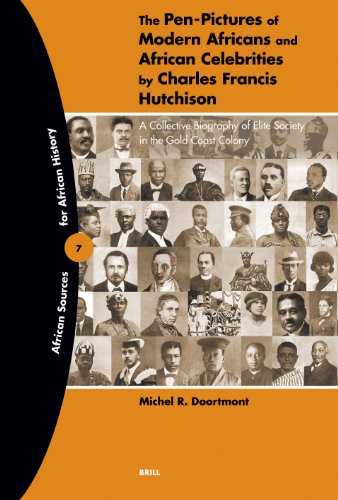 The Pen-Pictures of
Modern Africans and
African Celebrities
by Charles Francis
Hutchison
A Collective Biography of Elite Society
in the Gold Coast Colony
African Sources
7
for African History
Michel R. Doortmont
BRILL